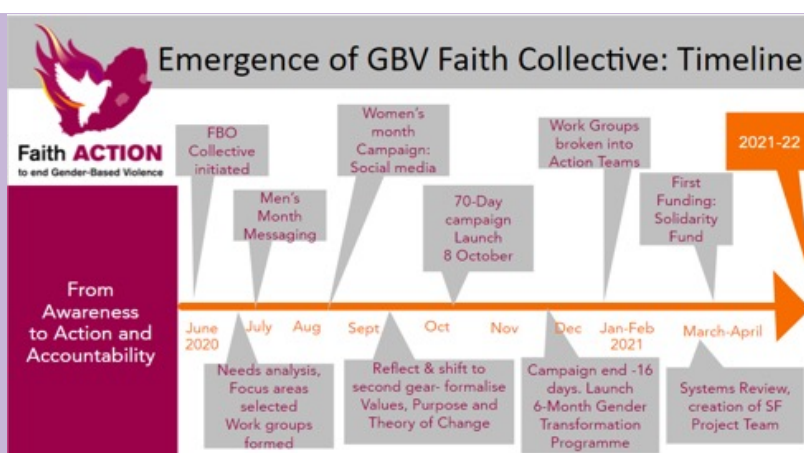 Emergence of GBV Faith Collective: Timeline
Faith ACTION
to end Gender-Based Violence
From
Awareness
to Action and
Accountability
FBO
Collective
initiated
Men's
Month
Messaging
Women's
month
Campaign:
Social media
70-Day
campaign
Launch
8 October
Work Groups
broken into
Action Teams
First
Funding:
Solidarity
Fund
2021-22
June
2020
July
Aug
Sept
Oct
Nov
Dec
Jan-Feb
2021
March-April
Needs analysis,
Focus areas
selected
Work groups
formed
Reflect & shift to
second gear- formalise
Values, Purpose and
Theory of Change
Campaign end -16
days. Launch
6-Month Gender
Transformation
Programme
Systems Review,
creation of SF
Project Team